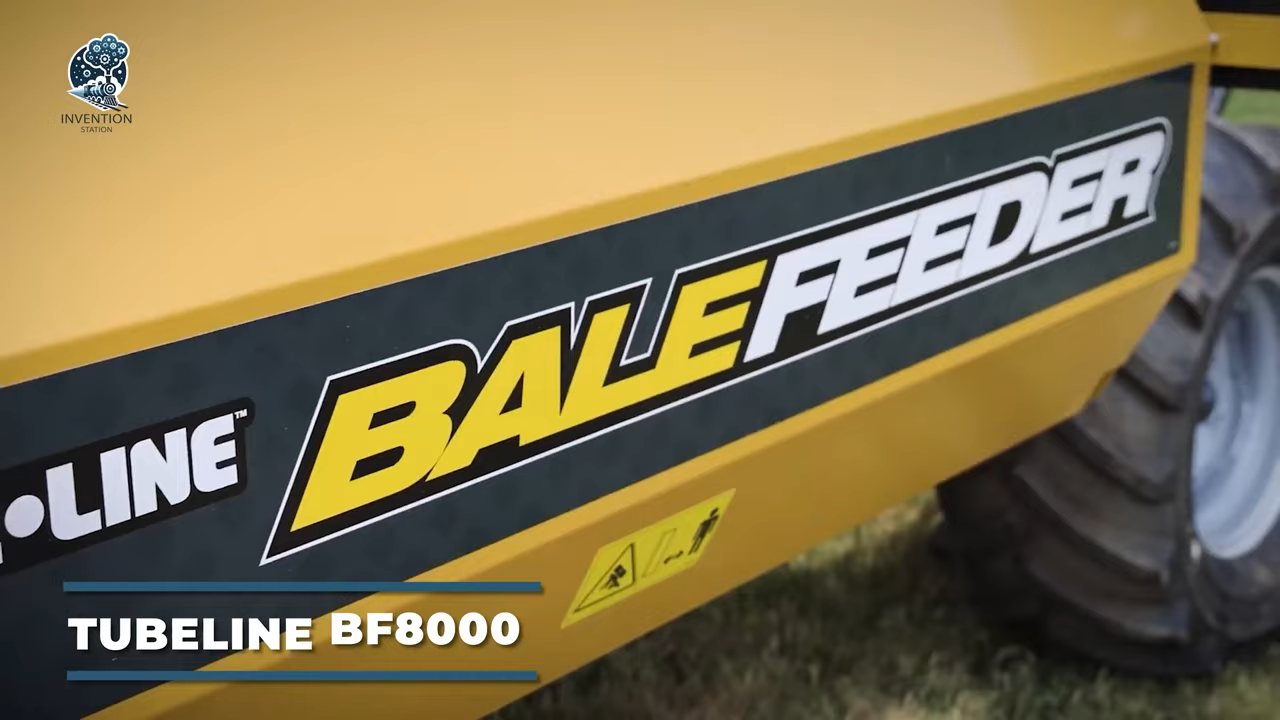 INVENTION
STATION
BALEFEEDER
•LINE™
TUBELINE BF8000